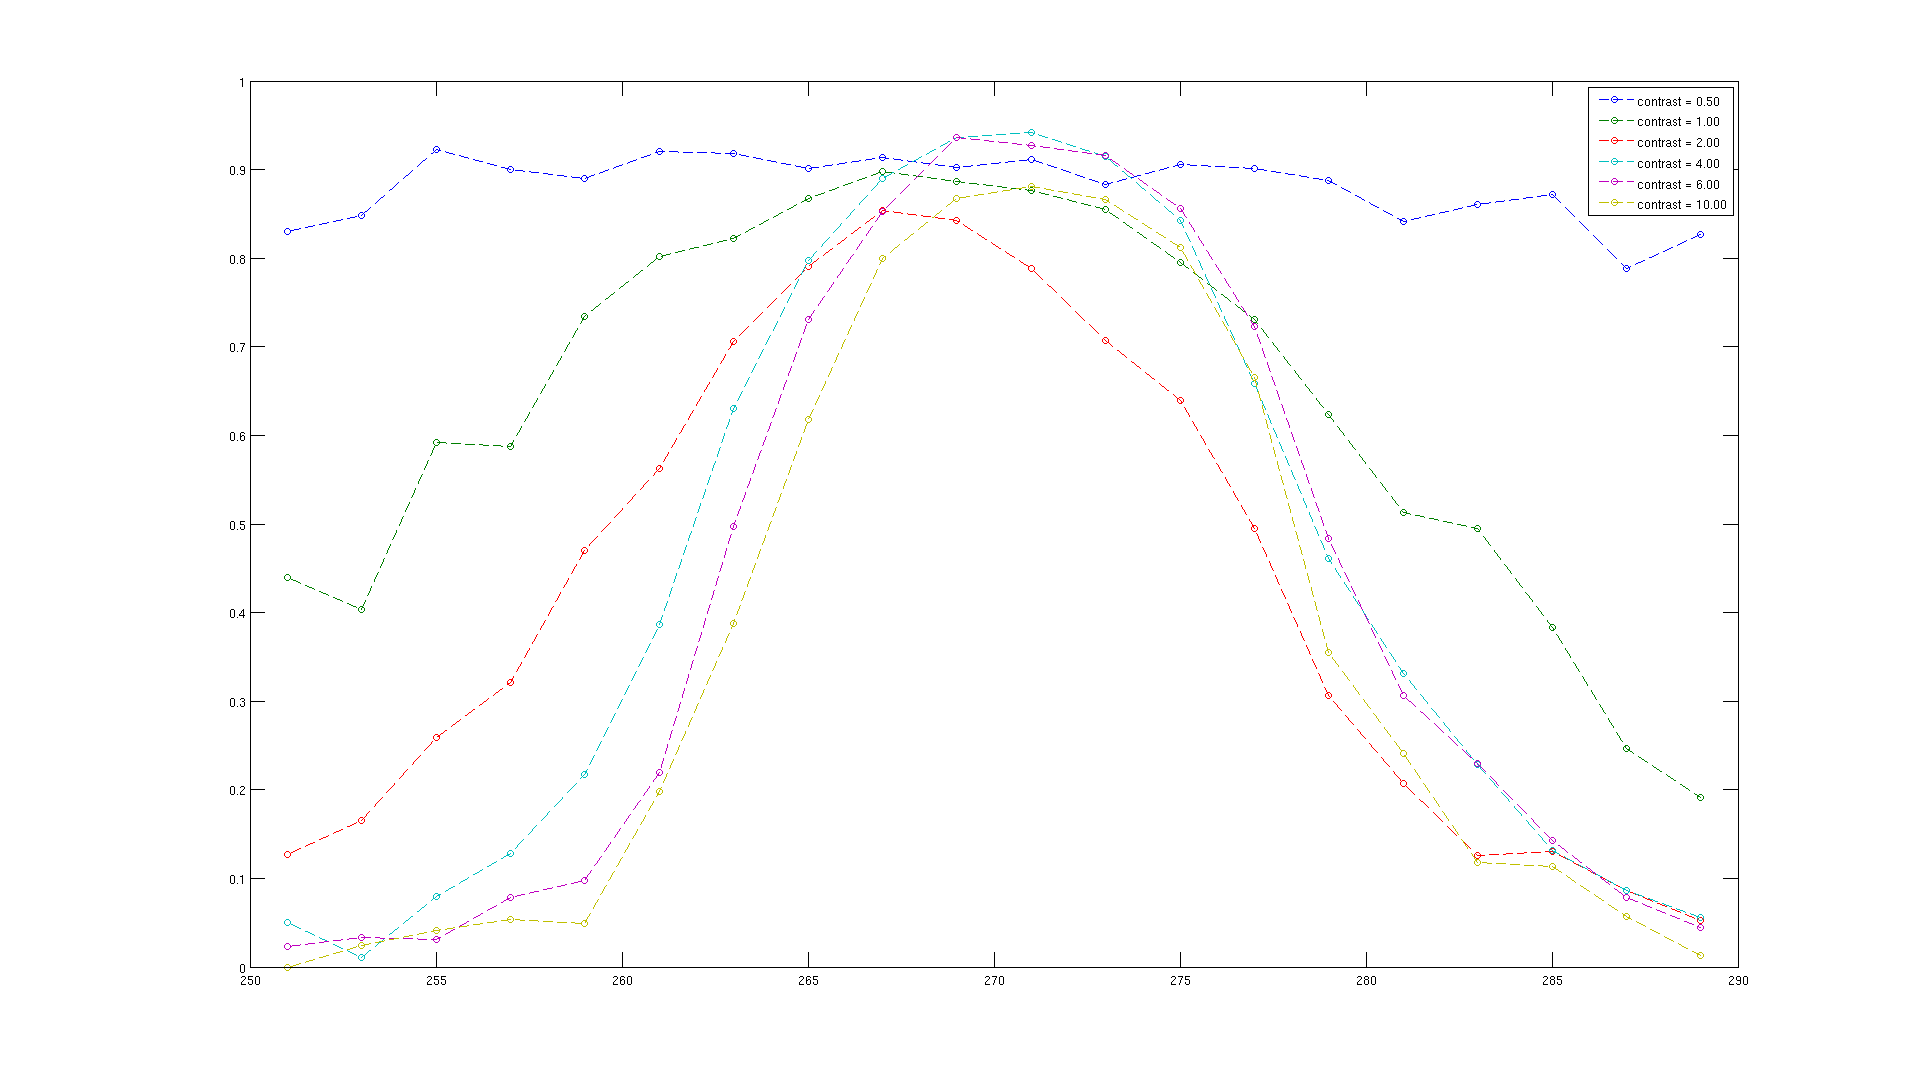 1
0.9
0.8
0.7
0.6
0.5
0.4
0.3
0.2
0.1
0
250 255 260 265 270 275 280 285 290
contrast = 0.50
contrast = 1.00
contrast = 2.00
contrast = 4.00
contrast = 6.00
contrast = 10.00